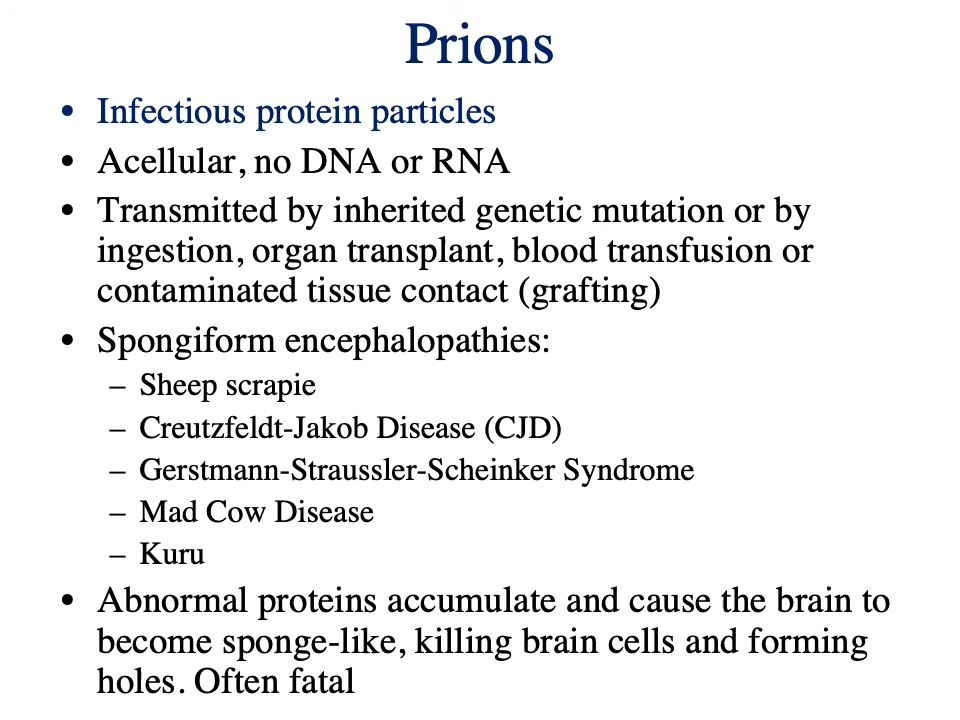 Prions
• Infectious protein particles
• Acellular, no DNA or RNA
• Transmitted by inherited genetic mutation or by
ingestion, organ transplant, blood transfusion or
contaminated tissue contact (grafting)
• Spongiform encephalopathies:
– Sheep scrapie
– Creutzfeldt-Jakob Disease (CJD)
– Gerstmann-Straussler-Scheinker Syndrome
– Mad Cow Disease
– Kuru
• Abnormal proteins accumulate and cause the brain to
become sponge-like, killing brain cells and forming
holes. Often fatal